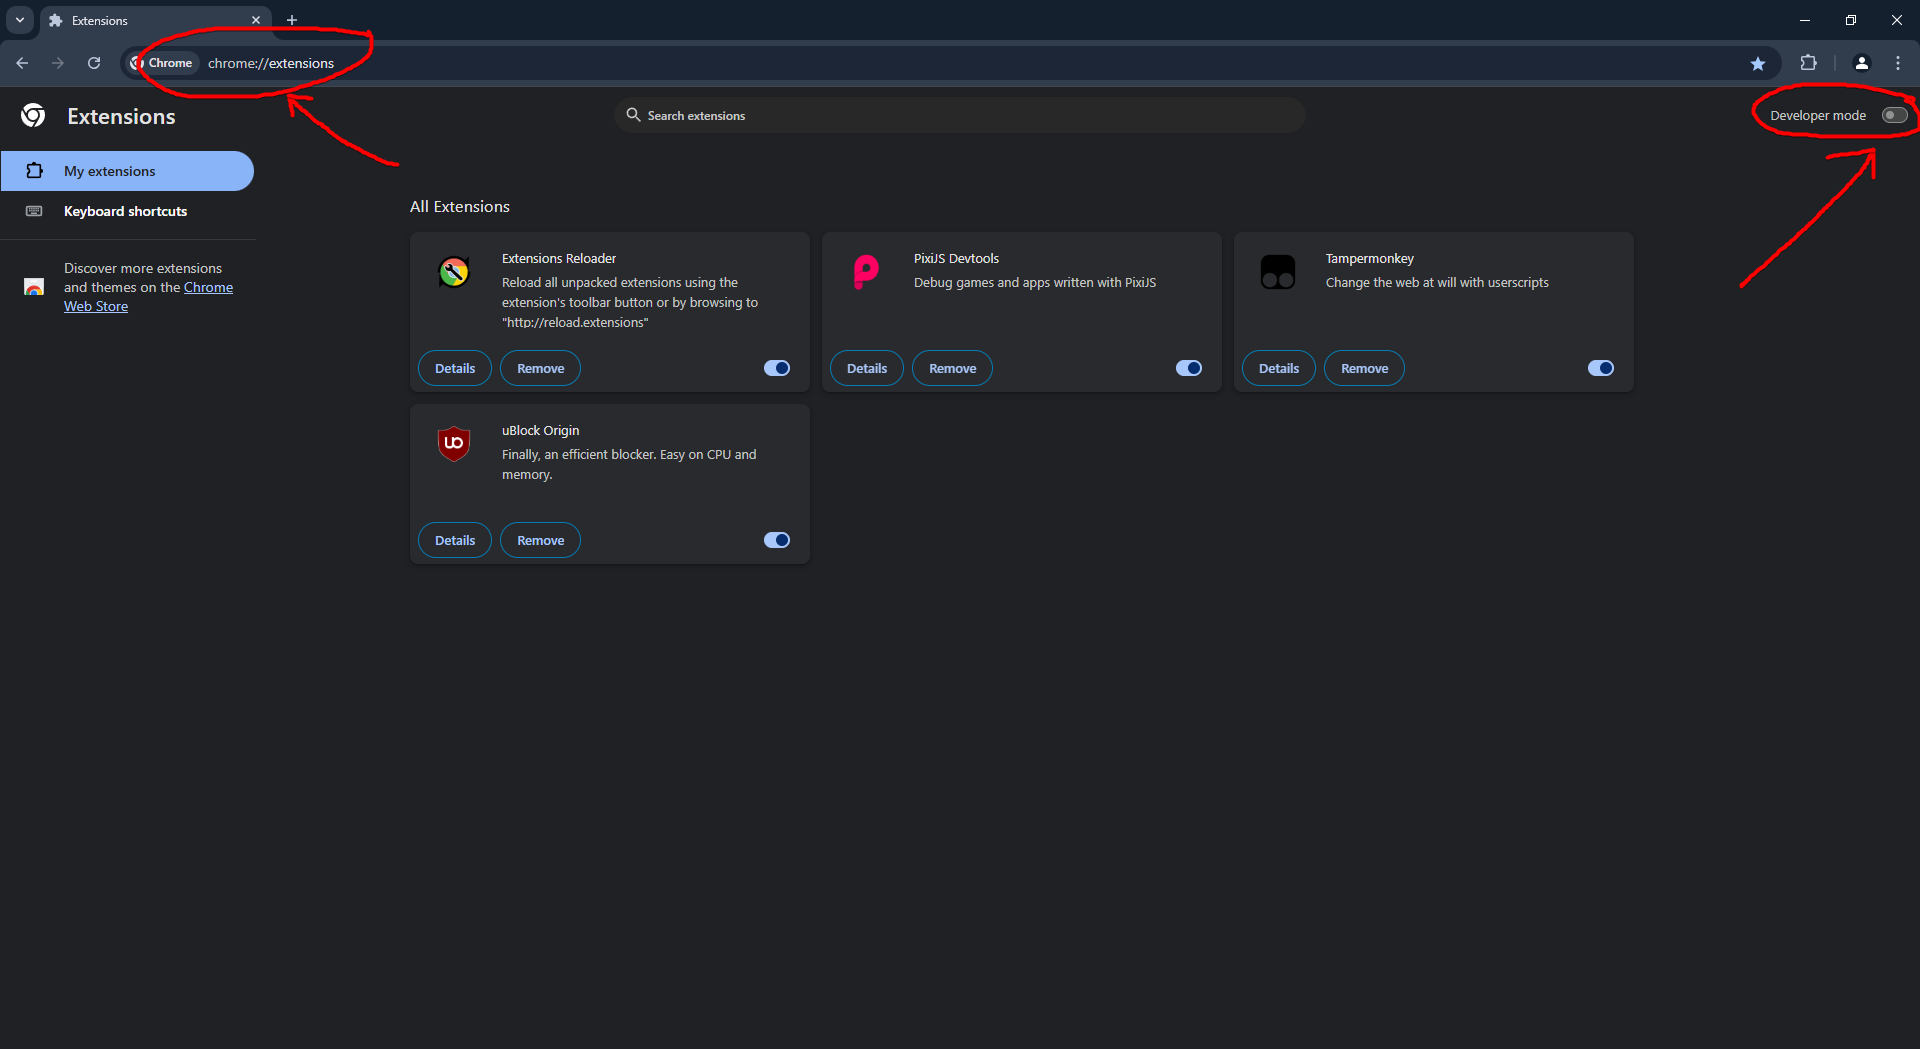 Extensions
Chrome chrome://extensions
Extensions
Search extensions
Developer mode
My extensions
Keyboard shortcuts
Discover more extensions
and themes on the Chrome
Web Store
All Extensions
Extensions Reloader
Reload all unpacked extensions using the
extension's toolbar button or by browsing to
"http://reload.extensions"
Details Remove
PixiJS Devtools
Debug games and apps written with PixiJS
Details Remove
Tampermonkey
Change the web at will with userscripts
Details Remove
uBlock Origin
Finally, an efficient blocker. Easy on CPU and
memory.
Details Remove